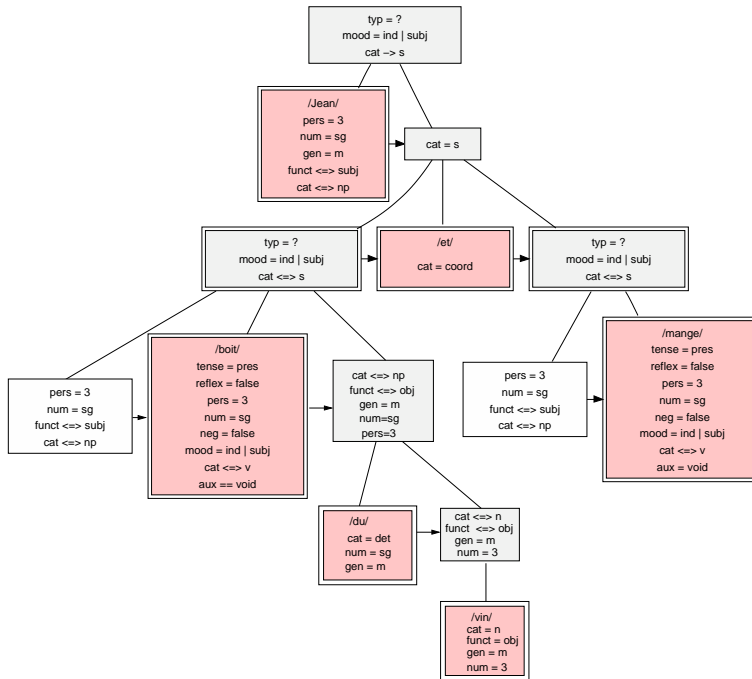 typ = ?
mood = ind | subj
cat –> s
/Jean/
pers = 3
num = sg
gen = m
funct <=> subj
cat <=> np
cat = s
typ = ?
mood = ind | subj
cat <=> s
/et/
cat = coord
typ = ?
mood = ind | subj
cat <=> s
pers = 3
num = sg
funct <=> subj
cat <=> np
/boit/
tense = pres
reflex = false
pers = 3
num = sg
neg = false
mood = ind | subj
cat <=> v
aux == void
cat <=> np
funct <=> obj
gen = m
num=sg
pers=3
pers = 3
num = sg
funct <=> subj
cat <=> np
/mange/
tense = pres
reflex = false
pers = 3
num = sg
neg = false
mood = ind | subj
cat <=> v
aux = void
/du/
cat = det
num = sg
gen = m
cat <=> n
funct <=> obj
gen = m
num = 3
/vin/
cat = n
funct = obj
gen = m
num = 3